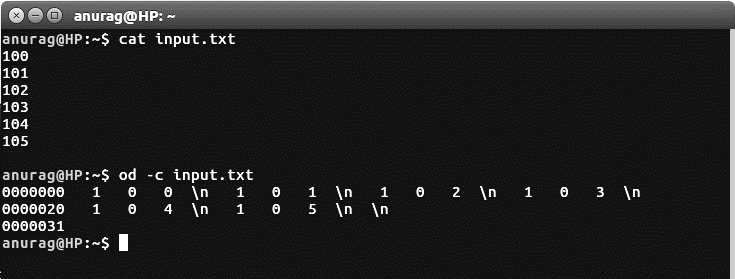 anurag@HP: ~
anurag@HP:~$ cat input.txt
100
101
102
103
104
105

anurag@HP:~$ od -c input.txt
0000000   1   0   0  \n   1   0   1  \n   1   0   2  \n   1   0   3  \n
0000020   1   0   4  \n   1   0   5  \n  \n
0000031
anurag@HP:~$